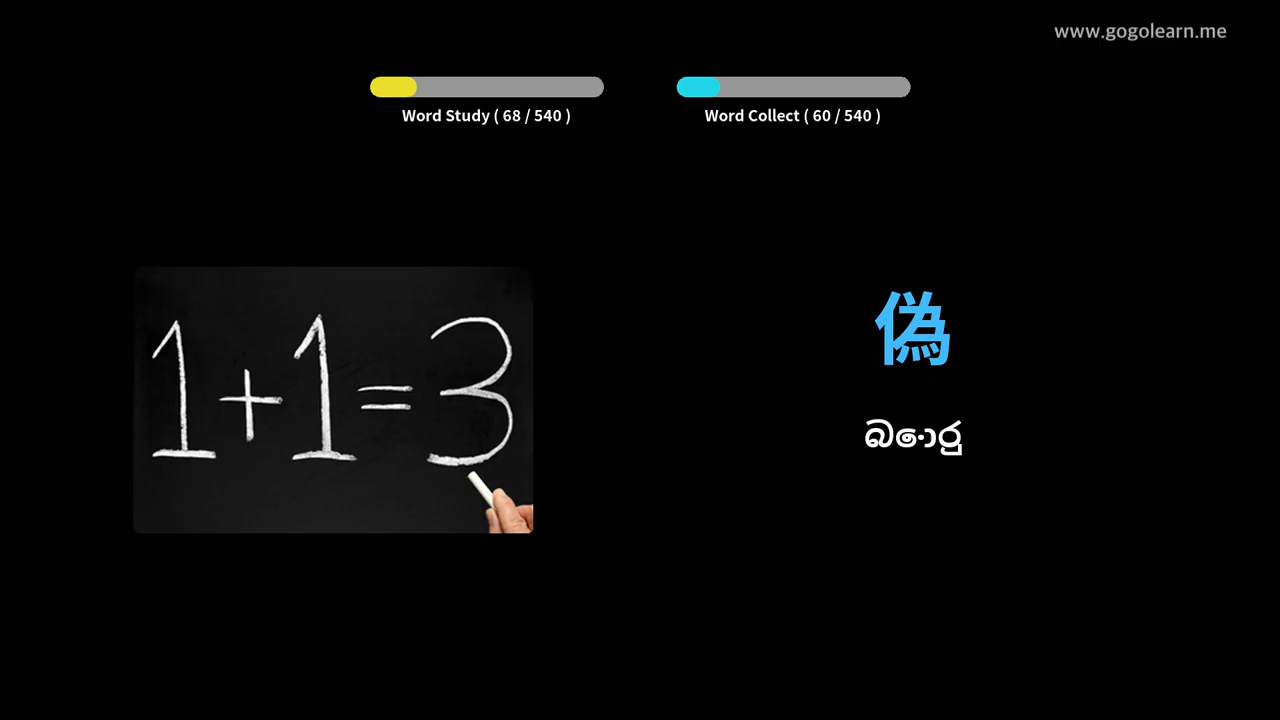 www.gogolearn.me
Word Study ( 68 / 540 )
Word Collect ( 60 / 540 )
1+1=3
偽
බොරු